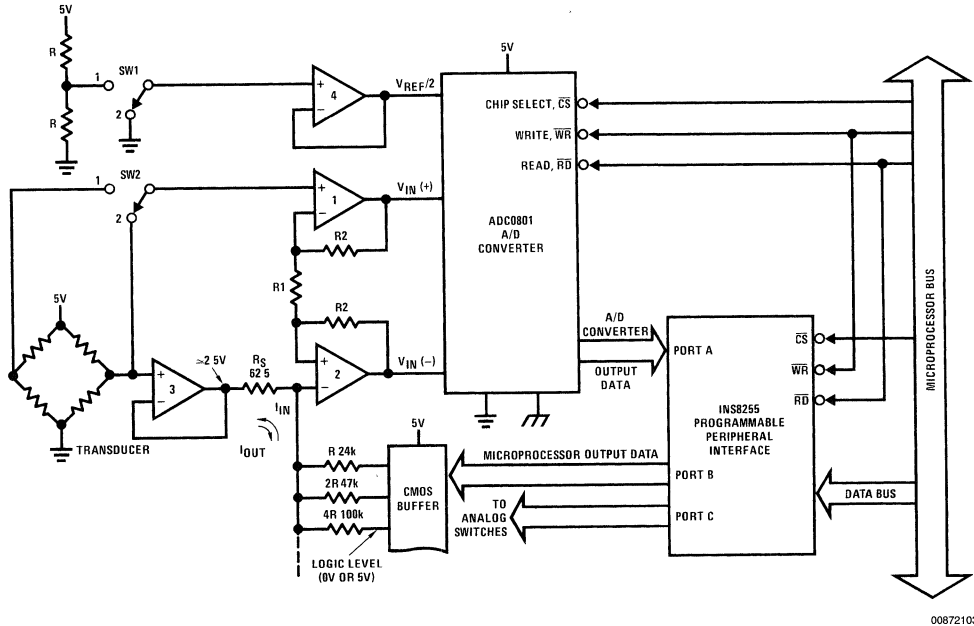 5V
R
1
SW1
2
R
+
−
4
VREF/2
5V
CHIP SELECT, CS
WRITE, WR
READ, RD
1
SW2
2
+
−
1
VIN (+)
R2
R1
R2
ADC0801
A/D
CONVERTER
5V
TRANSDUCER
+
−
3
≈2 5V
RS
62 5
IIN
IOUT
+
−
2
VIN (−)
A/D
CONVERTER
OUTPUT
DATA
PORT A
CS
WR
RD
INS8255
PROGRAMMABLE
PERIPHERAL
INTERFACE
PORT B
PORT C
MICROPROCESSOR BUS
DATA BUS
5V
R 24k
2R 47k
4R 100k
CMOS
BUFFER
MICROPROCESSOR OUTPUT DATA
TO
ANALOG
SWITCHES
LOGIC LEVEL
(0V OR 5V)